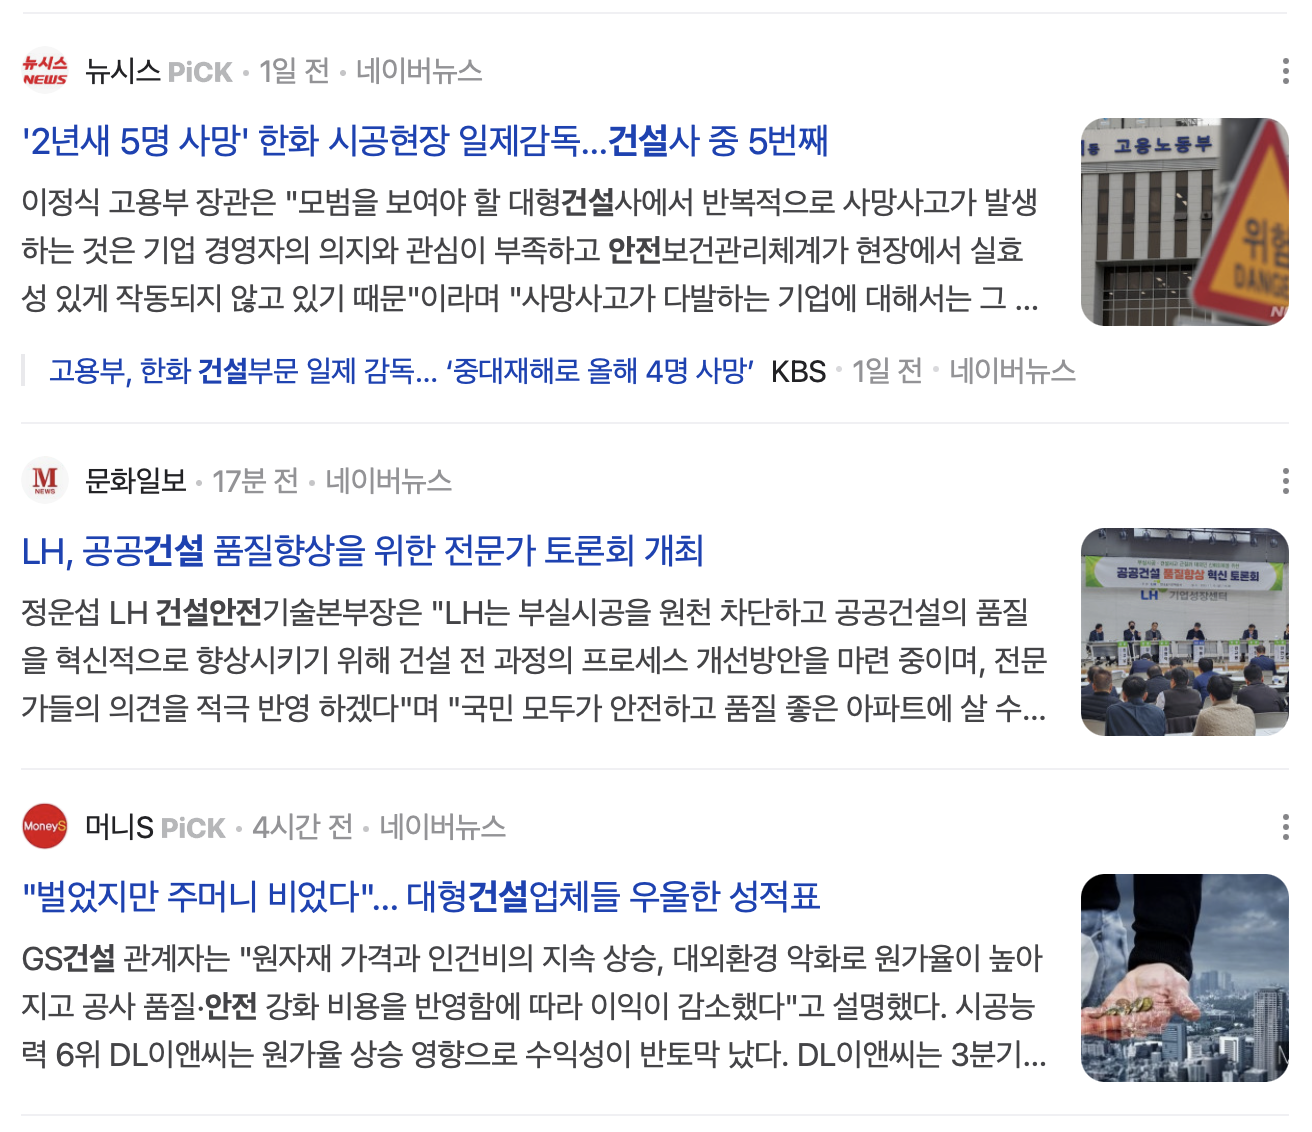 뉴시스
NEWS
뉴시스 PiCK · 1일 전 · 네이버뉴스
'2년새 5명 사망' 한화 시공현장 일제감독…건설사 중 5번째
이정식 고용부 장관은 "모범을 보여야 할 대형건설사에서 반복적으로 사망사고가 발생
하는 것은 기업 경영자의 의지와 관심이 부족하고 안전보건관리체계가 현장에서 실효
성 있게 작동되지 않고 있기 때문"이라며 "사망사고가 다발하는 기업에 대해서는 그 ...
고용노동부
위험
DANGE
고용부, 한화 건설부문 일제 감독… ‘중대재해로 올해 4명 사망’ KBS · 1일 전 · 네이버뉴스
M
NEWS
문화일보 · 17분 전 · 네이버뉴스
LH, 공공건설 품질향상을 위한 전문가 토론회 개최
정운섭 LH 건설안전기술본부장은 "LH는 부실시공을 원천 차단하고 공공건설의 품질
을 혁신적으로 향상시키기 위해 건설 전 과정의 프로세스 개선방안을 마련 중이며, 전문
가들의 의견을 적극 반영 하겠다"며 "국민 모두가 안전하고 품질 좋은 아파트에 살 수...
공공건설 품질향상 혁신 토론회
LH 기업성장센터
MoneyS
머니S PiCK · 4시간 전 · 네이버뉴스
"벌었지만 주머니 비었다"… 대형건설업체들 우울한 성적표
GS건설 관계자는 "원자재 가격과 인건비의 지속 상승, 대외환경 악화로 원가율이 높아
지고 공사 품질·안전 강화 비용을 반영함에 따라 이익이 감소했다"고 설명했다. 시공능
력 6위 DL이앤씨는 원가율 상승 영향으로 수익성이 반토막 났다. DL이앤씨는 3분기...